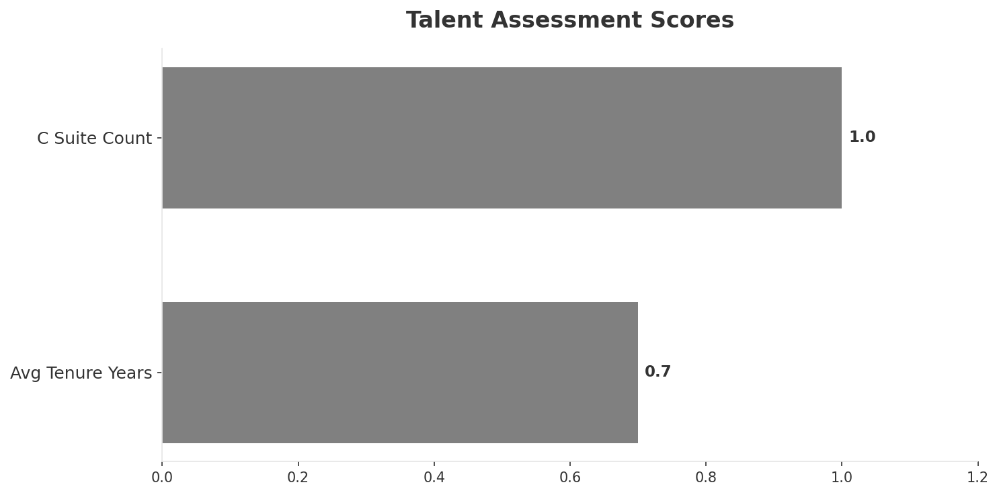 Talent Assessment Scores
C Suite Count
1.0
Avg Tenure Years
0.7
0.0 0.2 0.4 0.6 0.8 1.0 1.2